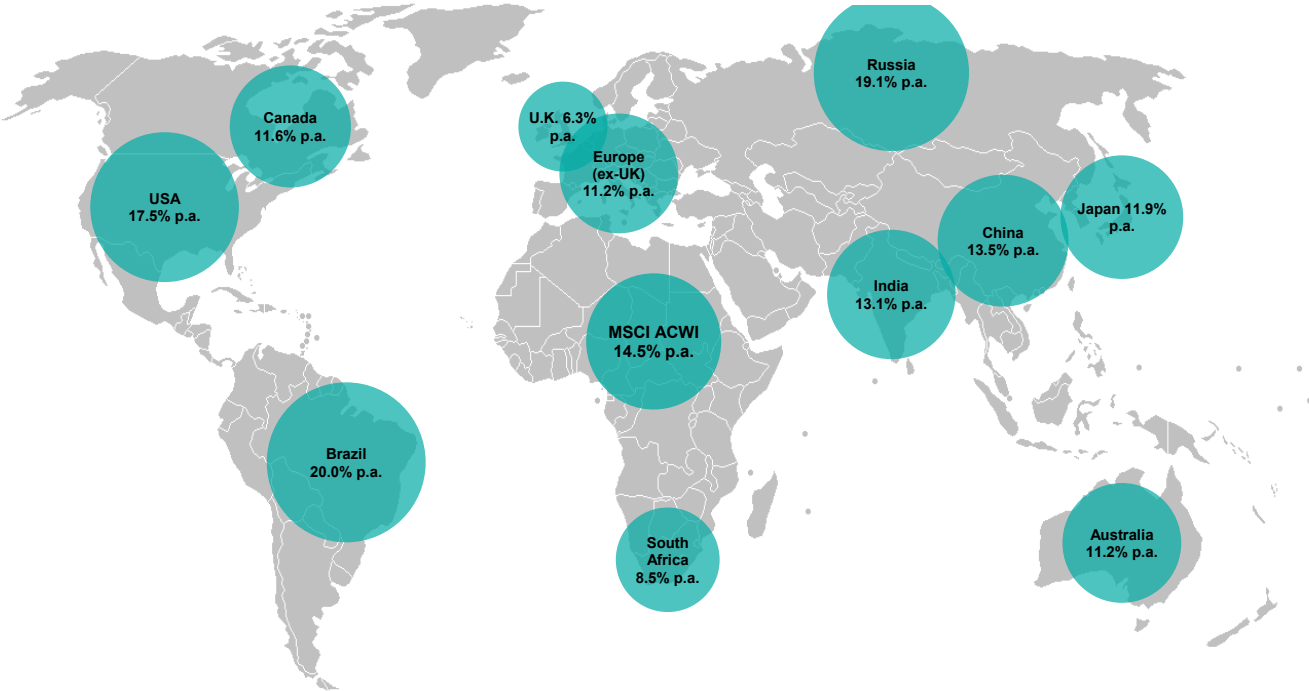 Russia
19.1% p.a.
Canada
11.6% p.a.
U.K. 6.3%
p.a.
Europe
(ex-UK)
11.2% p.a.
USA
17.5% p.a.
Japan 11.9%
p.a.
China
13.5% p.a.
India
13.1% p.a.
MSCI ACWI
14.5% p.a.
Brazil
20.0% p.a.
South
Africa
8.5% p.a.
Australia
11.2% p.a.